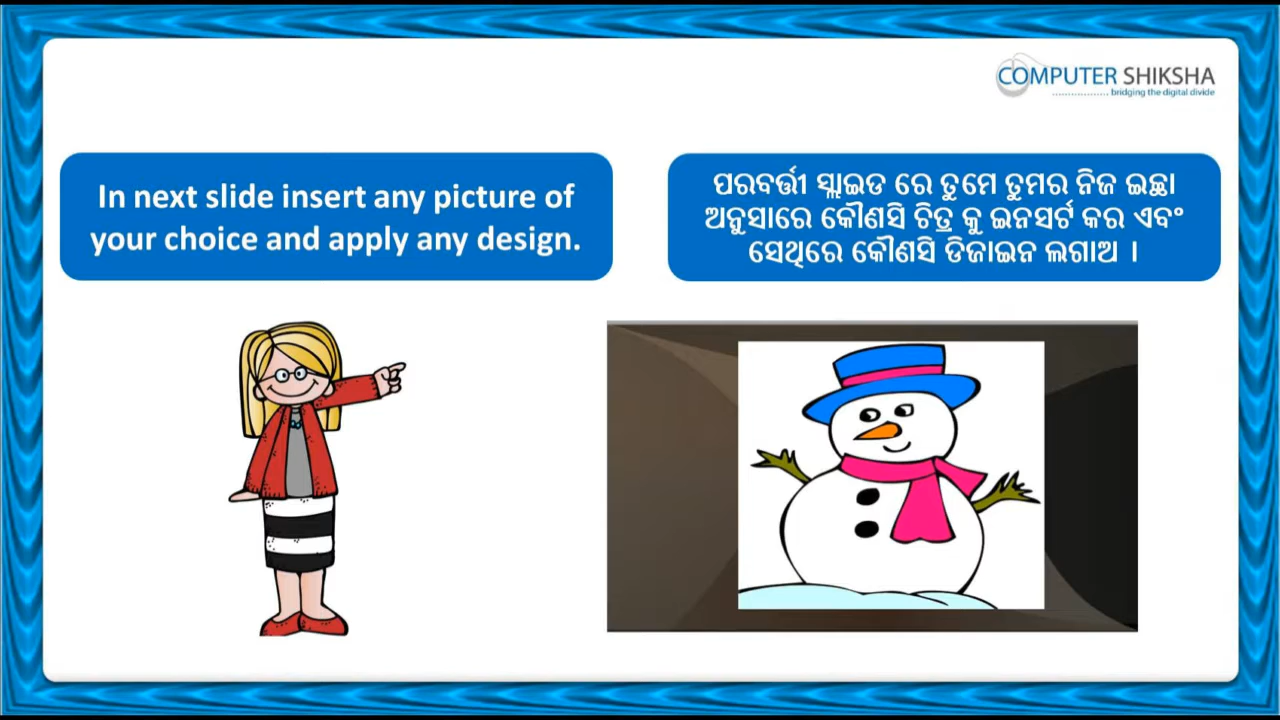 COMPUTER SHIKSHA
bridging the digital divide
In next slide insert any picture of
your choice and apply any design.
ପରବର୍ତ୍ତୀ ସ୍ଲାଇଡ ରେ ତୁମେ ତୁମର ନିଜ ଇଚ୍ଛା
ଅନୁସାରେ କୌଣସି ଚିତ୍ର କୁ ଇନସର୍ଟ କର ଏବଂ
ସେଥିରେ କୌଣସି ଡିଜାଇନ ଲଗାଅ ।